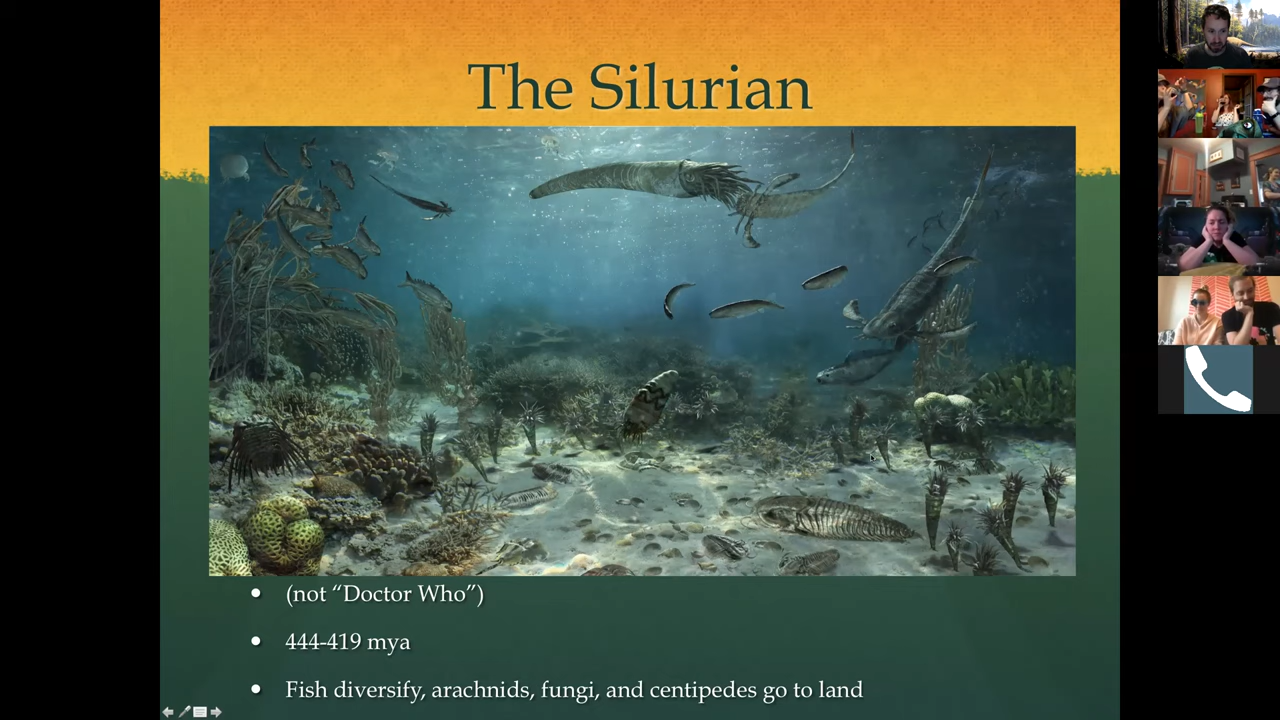 The Silurian
(not “Doctor Who”)
444-419 mya
Fish diversify, arachnids, fungi, and centipedes go to land